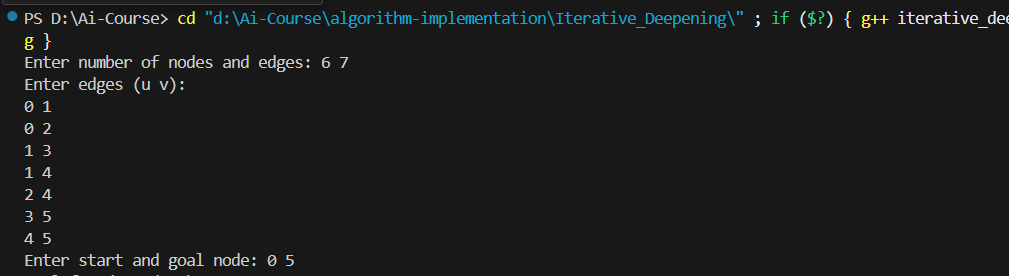 PS D:\Ai-Course> cd "d:\Ai-Course\algorithm-implementation\Iterative_Deepening\" ; if ($?) { g++
g }
Enter number of nodes and edges: 6 7
Enter edges (u v):
0 1
0 2
1 3
1 4
2 4
3 5
4 5
Enter start and goal node: 0 5